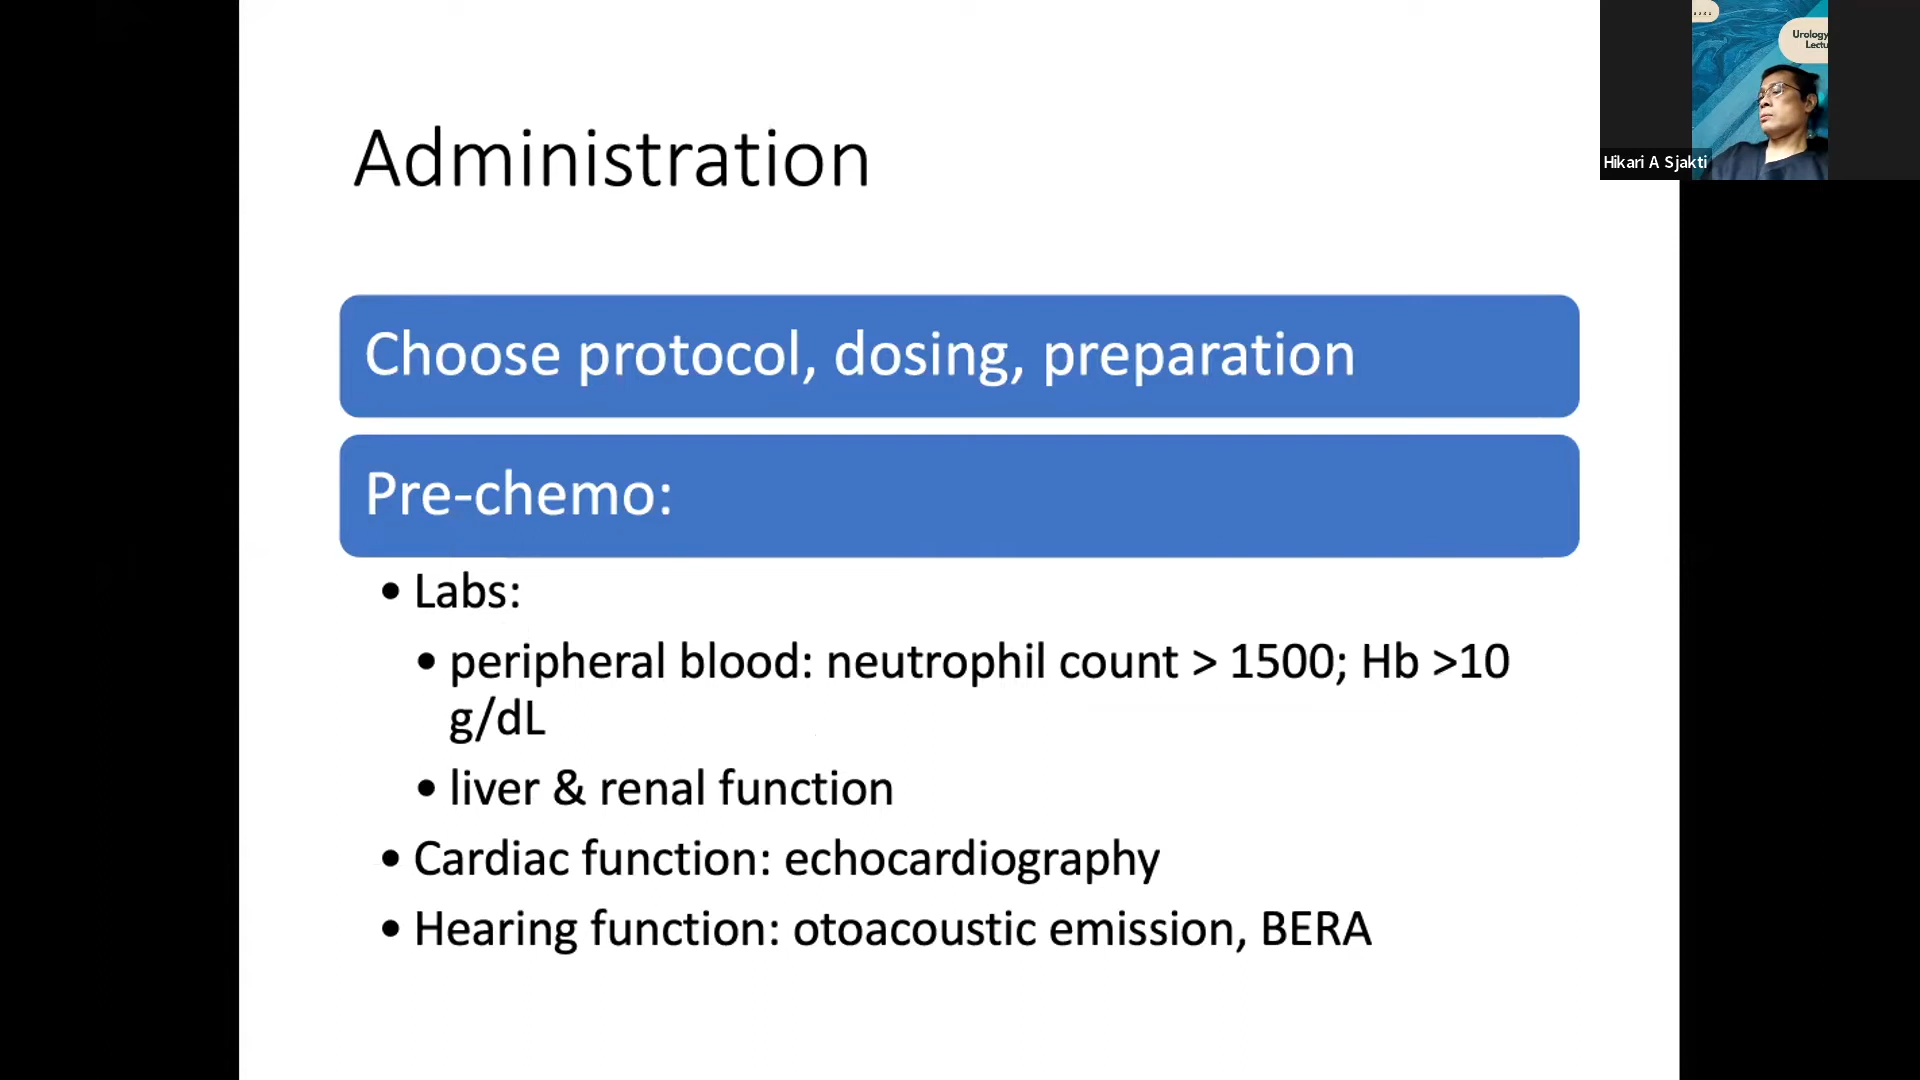 Administration
Choose protocol, dosing, preparation
Pre-chemo:
• Labs:
• peripheral blood: neutrophil count > 1500; Hb >10
g/dL
• liver & renal function
• Cardiac function: echocardiography
• Hearing function: otoacoustic emission, BERA
Urology
Hikari A Sjakti